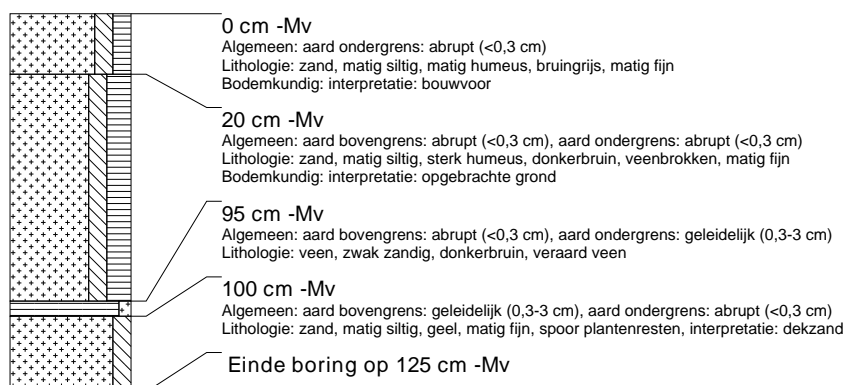 0 cm -Mv
Algemeen: aard ondergrens: abrupt (<0,3 cm)
Lithologie: zand, matig siltig, matig humeus, bruingrijs, matig fijn
Bodemkundig: interpretatie: bouwvoor
20 cm -Mv
Algemeen: aard bovengrens: abrupt (<0,3 cm), aard ondergrens: abrupt (<0,3 cm)
Lithologie: zand, matig siltig, sterk humeus, donkerbruin, veenbrokken, matig fijn
Bodemkundig: interpretatie: opgebrachte grond
95 cm -Mv
Algemeen: aard bovengrens: abrupt (<0,3 cm), aard ondergrens: geleidelijk (0,3-3 cm)
Lithologie: veen, zwak zandig, donkerbruin, veraard veen
100 cm -Mv
Algemeen: aard bovengrens: geleidelijk (0,3-3 cm), aard ondergrens: abrupt (<0,3 cm)
Lithologie: zand, matig siltig, geel, matig fijn, spoor plantenresten, interpretatie: dekzand
Einde boring op 125 cm -Mv